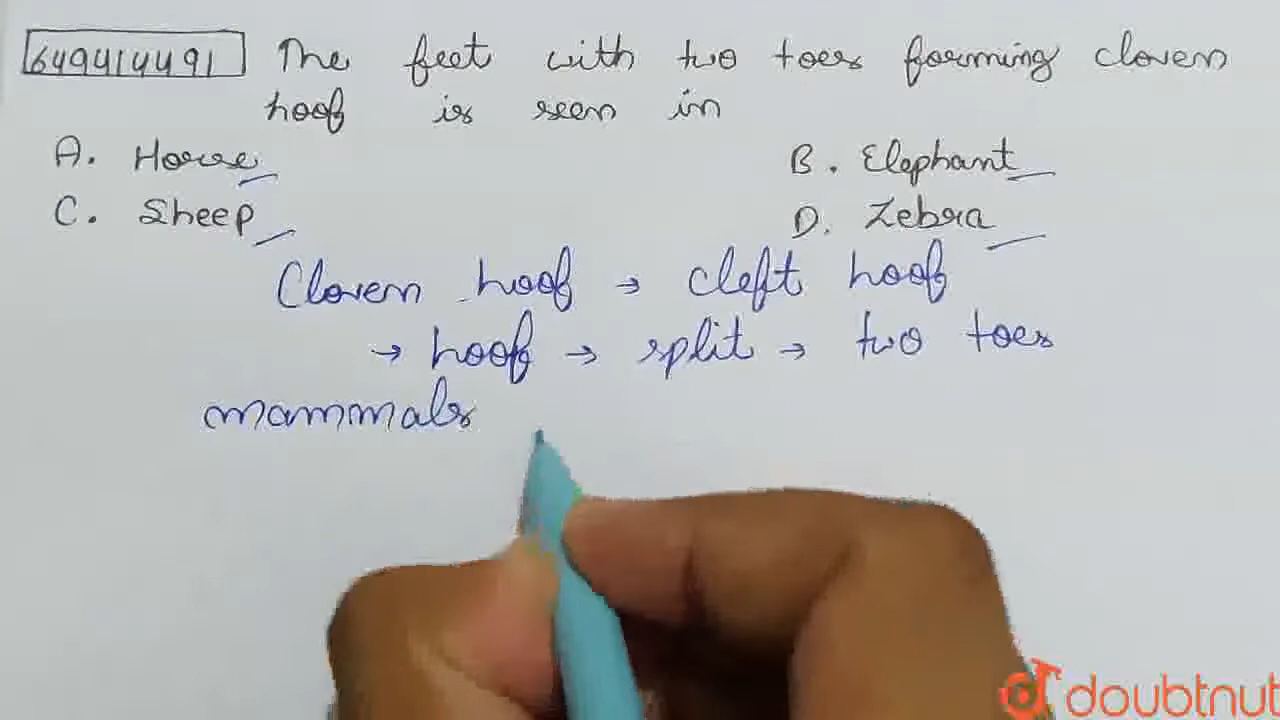 649414491 The feet with two toes forming cloven
hoof is seen in
A. Horse
B. Elephant
C. Sheep
D. Zebra
Cloven hoof → cleft hoof
→ hoof → split → two toes
mammals
doubtnut